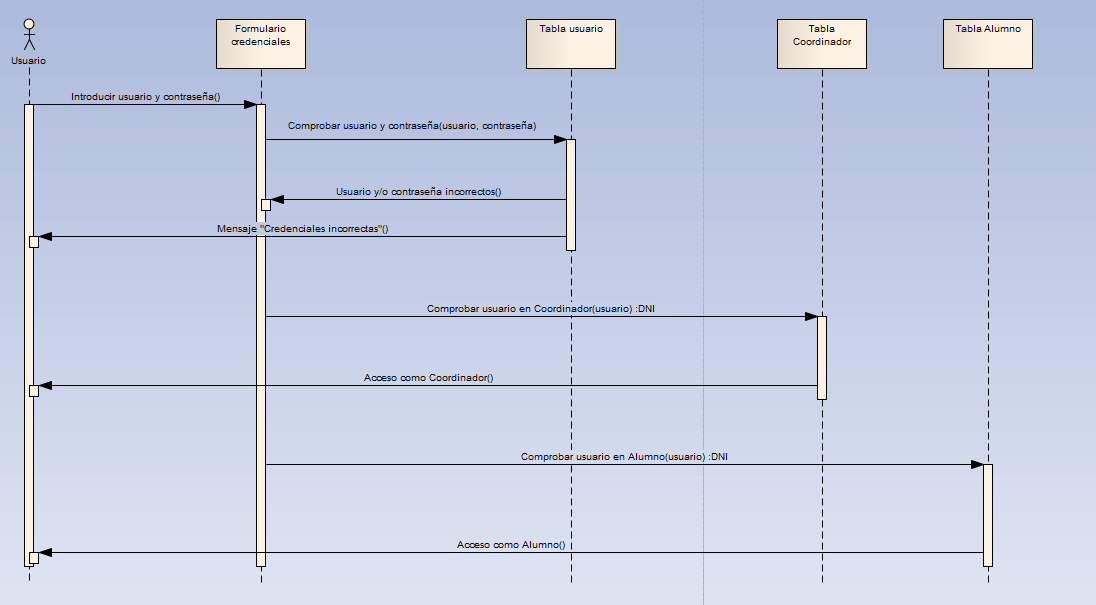 Usuario
Formulario
credenciales
Tabla usuario
Tabla
Coordinador
Tabla Alumno
Introducir usuario y contraseña()
Comprobar usuario y contraseña(usuario, contraseña)
Usuario y/o contraseña incorrectos()
Mensaje "Credenciales incorrectas"()
Comprobar usuario en Coordinador(usuario) :DNI
Acceso como Coordinador()
Comprobar usuario en Alumno(usuario) :DNI
Acceso como Alumno()